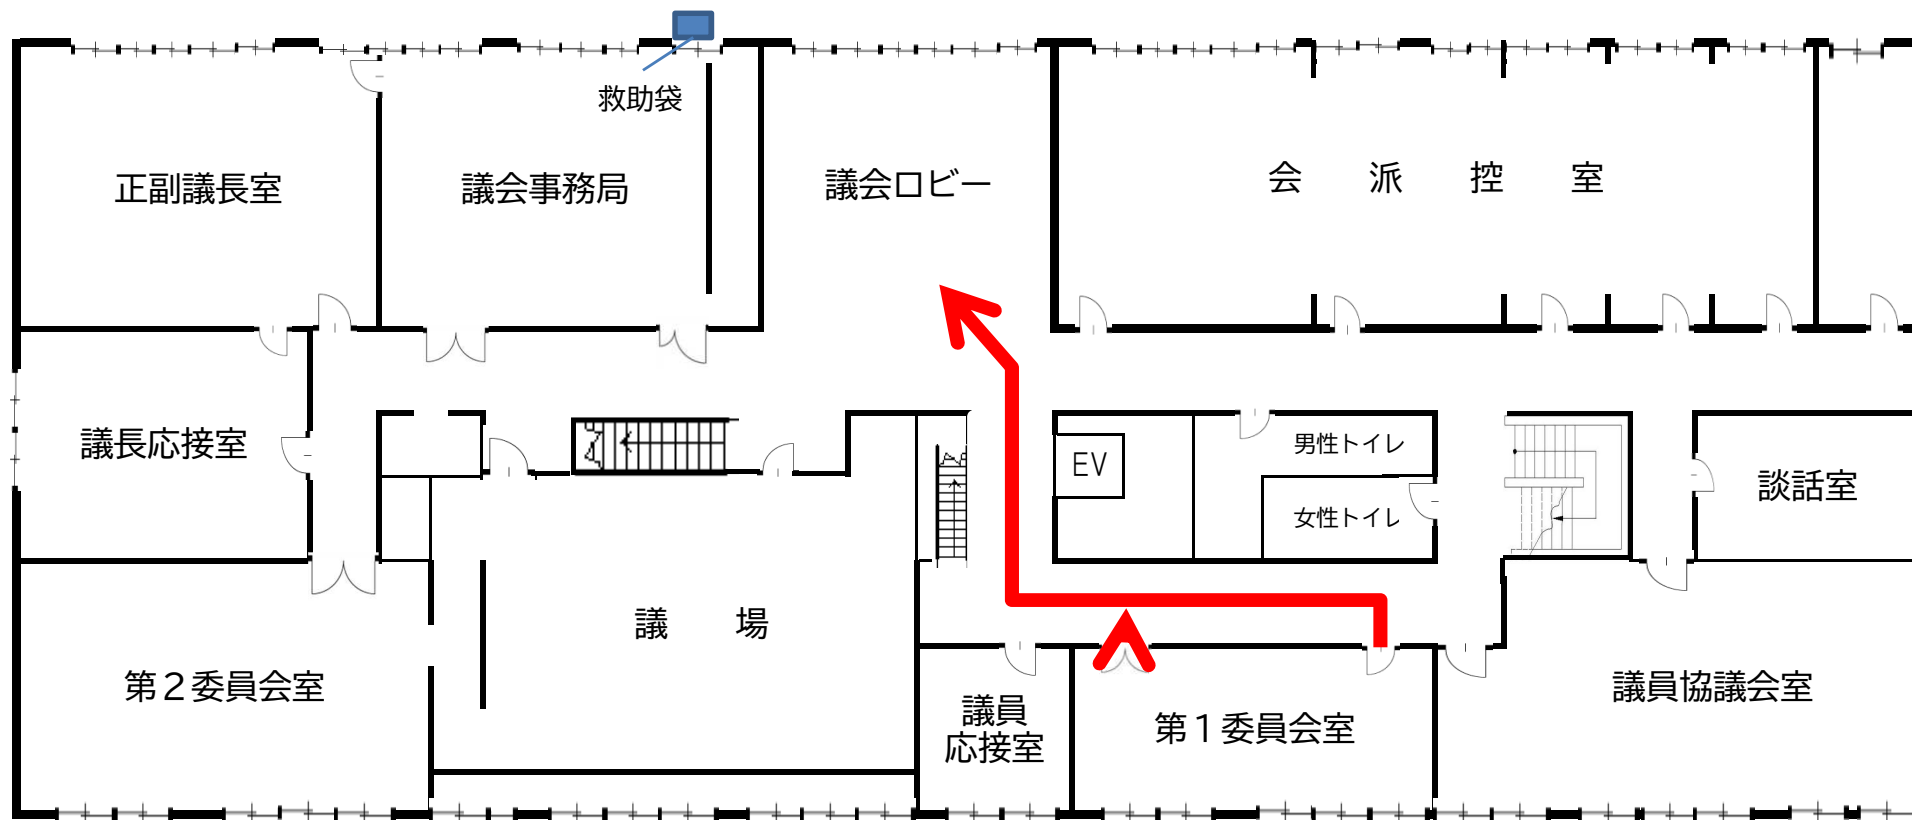 救助袋
正副議長室
議会事務局
議会ロビー
会派控室
議長応接室
EV
男性トイレ
女性トイレ
談話室
議場
第２委員会室
議員
応接室
第１委員会室
議員協議会室